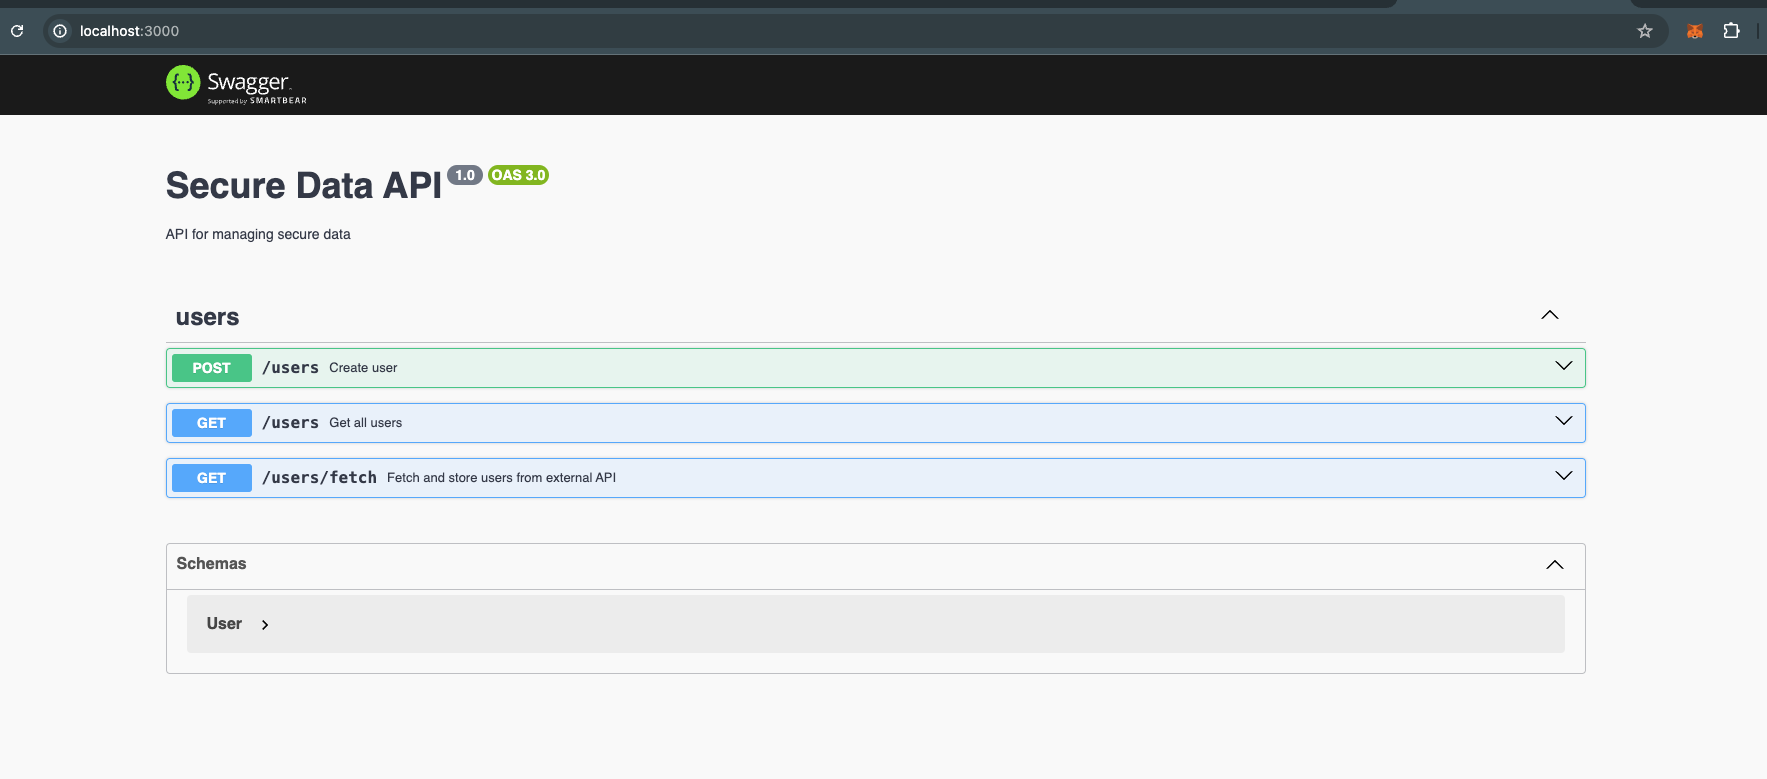 localhost:3000
Swagger
Supported by SMARTBEAR
Secure Data API 1.0 OAS 3.0
API for managing secure data
users
POST /users Create user
GET /users Get all users
GET /users/fetch Fetch and store users from external API
Schemas
User